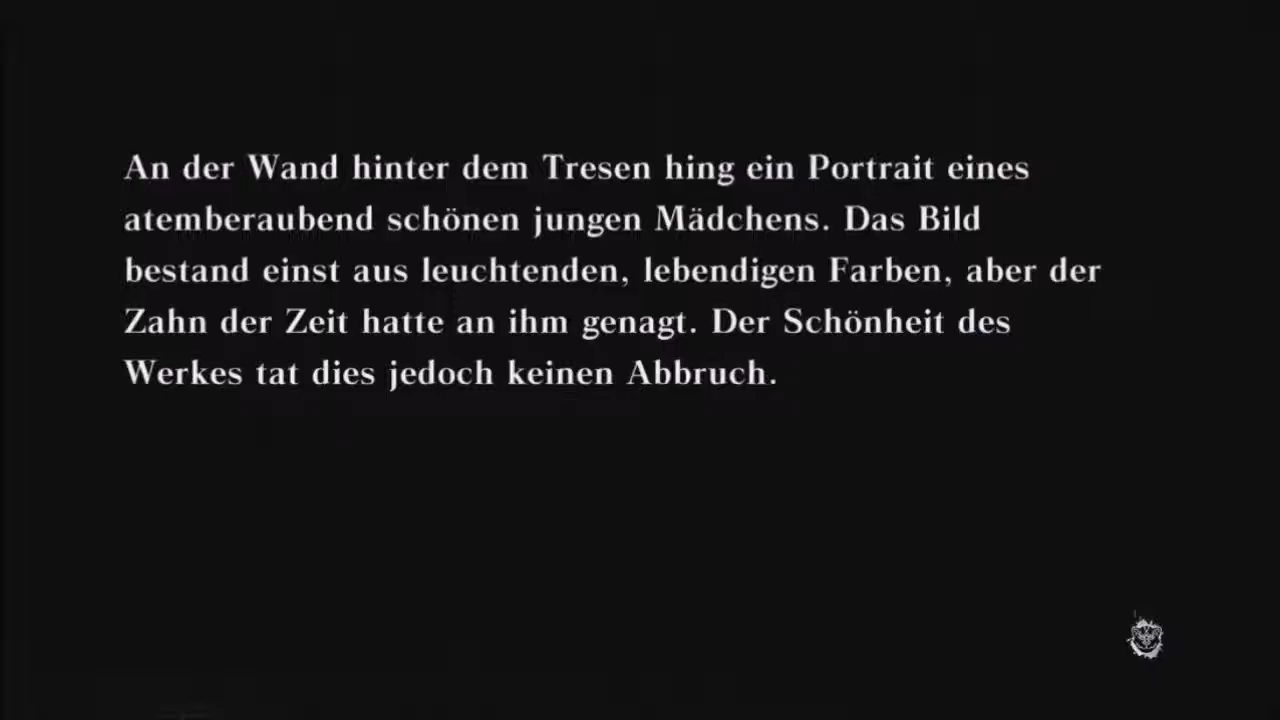 An der Wand hinter dem Tresen hing ein Portrait eines
atemberaubend schönen jungen Mädchens. Das Bild
bestand einst aus leuchtenden, lebendigen Farben, aber der
Zahn der Zeit hatte an ihm genagt. Der Schönheit des
Werkes tat dies jedoch keinen Abbruch.